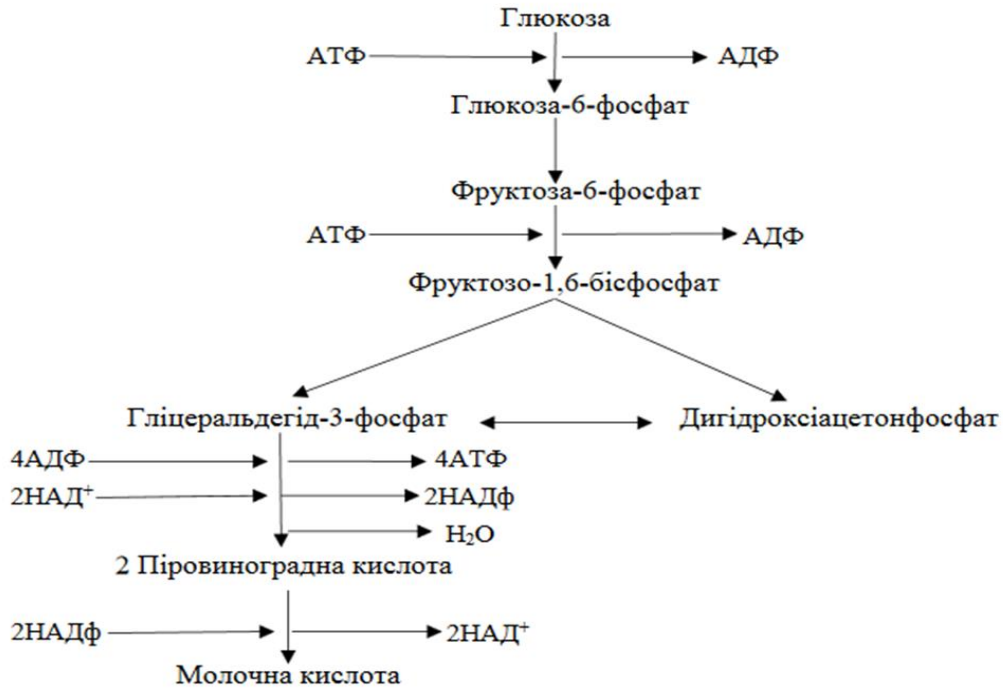 Глюкоза
АТФ АДФ
Глюкоза-6-фосфат
Фруктоза-6-фосфат
АТФ АДФ
Фруктозо-1,6-бісфосфат
Гліцеральдегід-3-фосфат Дигідроксіацетонфосфат
4АДФ 4АТФ
2НАД⁺ 2НАДф
H₂O
2 Піровиноградна кислота
2НАДф 2НАД⁺
Молочна кислота